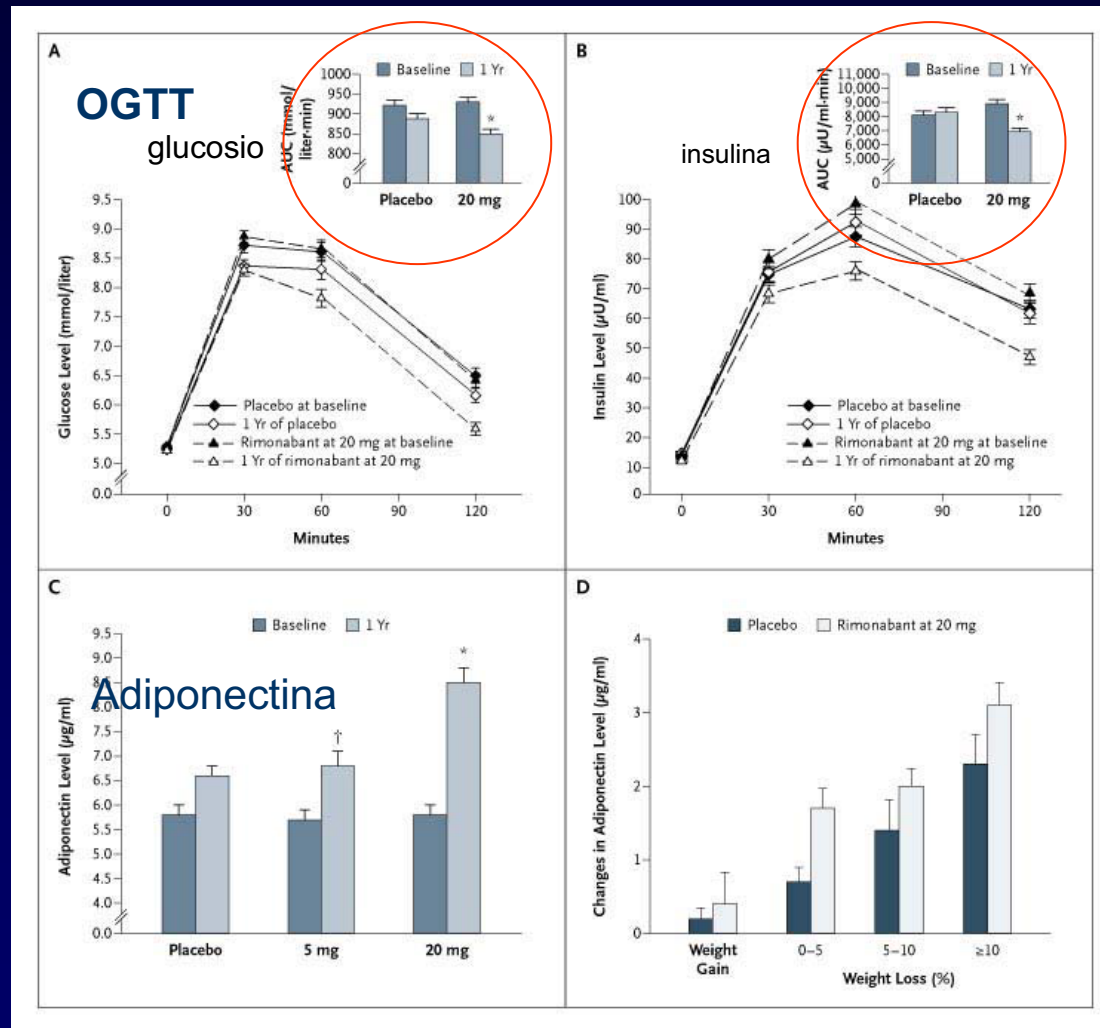 A
OGTT
glucosio
AUC (mmol/
liter·min)
1000
950
900
850
800
0
Baseline
1 Yr
*
Placebo
20 mg
Glucose Level (mmol/liter)
9.5
9.0
8.5
8.0
7.5
7.0
6.5
6.0
5.5
5.0
0.0
Placebo at baseline
1 Yr of placebo
Rimonabant at 20 mg at baseline
1 Yr of rimonabant at 20 mg
0
30
60
90
120
Minutes
B
insulina
AUC (µU/ml·min)
11,000
10,000
9,000
8,000
7,000
6,000
5,000
0
Baseline
1 Yr
*
Placebo
20 mg
Insulin Level (µU/ml)
100
90
80
70
60
50
40
30
20
10
0
Placebo at baseline
1 Yr of placebo
Rimonabant at 20 mg at baseline
1 Yr of rimonabant at 20 mg
0
30
60
90
120
Minutes
C
Baseline
1 Yr
Adiponectina
Adiponectin Level (µg/ml)
9.5
9.0
8.5
8.0
7.5
7.0
6.5
6.0
5.5
5.0
4.5
4.0
0.0
†
*
Placebo
5 mg
20 mg
D
Placebo
Rimonabant at 20 mg
Changes in Adiponectin Level (µg/ml)
4
3
2
1
0
Weight
Gain
0–5
5–10
≥10
Weight Loss (%)